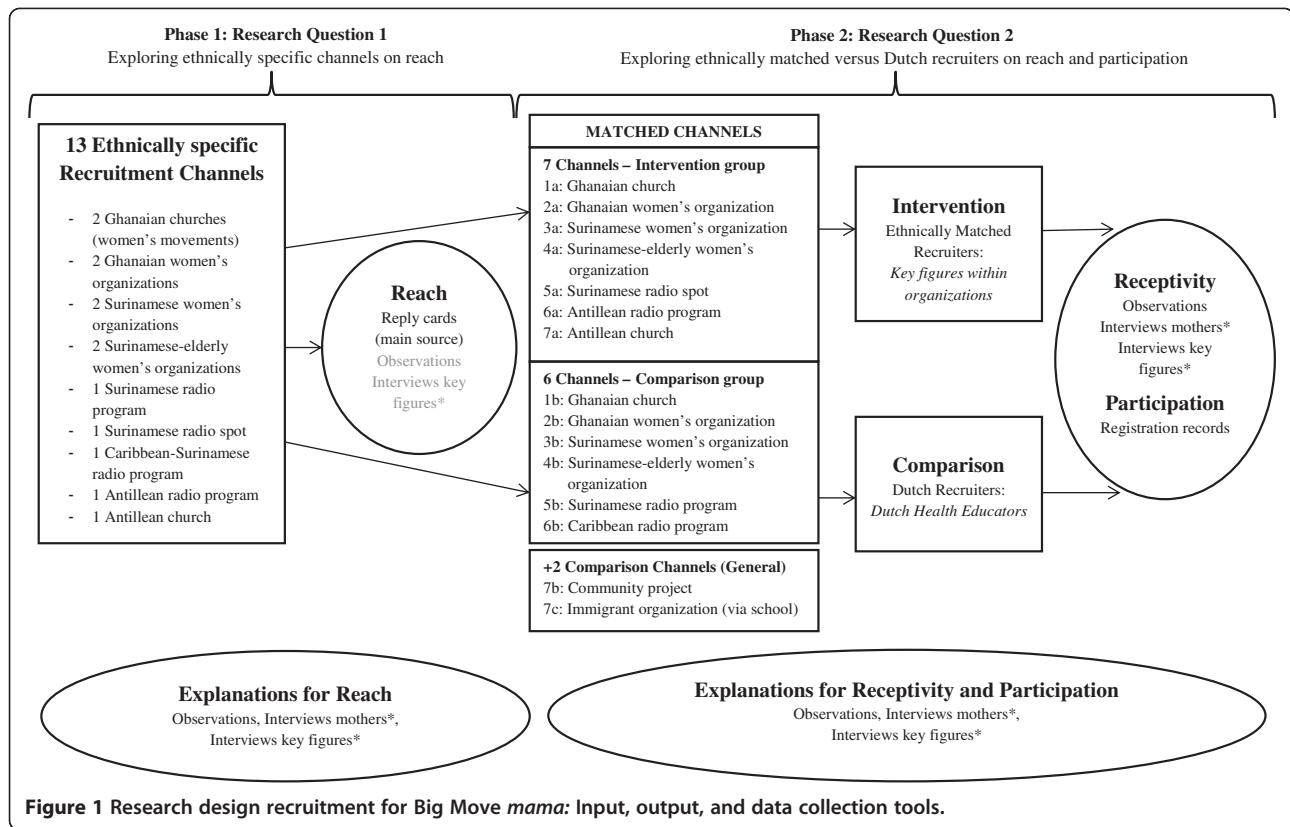 Phase 1: Research Question 1
Exploring ethnically specific channels on reach
Phase 2: Research Question 2
Exploring ethnically matched versus Dutch recruiters on reach and participation
13 Ethnically specific
Recruitment Channels
- 2 Ghanaian churches
(women's movements)
- 2 Ghanaian women's
organizations
- 2 Surinamese women's
organizations
- 2 Surinamese-elderly
women's organizations
- 1 Surinamese radio
program
- 1 Surinamese radio spot
- 1 Caribbean-Surinamese
radio program
- 1 Antillean radio program
- 1 Antillean church
Reach
Reply cards
(main source)
Observations
Interviews key
figures*
MATCHED CHANNELS
7 Channels – Intervention group
1a: Ghanaian church
2a: Ghanaian women's organization
3a: Surinamese women's organization
4a: Surinamese-elderly women's
organization
5a: Surinamese radio spot
6a: Antillean radio program
7a: Antillean church
6 Channels – Comparison group
1b: Ghanaian church
2b: Ghanaian women's organization
3b: Surinamese women's organization
4b: Surinamese-elderly women's
organization
5b: Surinamese radio program
6b: Caribbean radio program
+2 Comparison Channels (General)
7b: Community project
7c: Immigrant organization (via school)
Intervention
Ethnically Matched
Recruiters:
Key figures within
organizations
Comparison
Dutch Recruiters:
Dutch Health Educators
Receptivity
Observations
Interviews mothers*
Interviews key
figures*
Participation
Registration records
Explanations for Reach
Observations, Interviews mothers*,
Interviews key figures*
Explanations for Receptivity and Participation
Observations, Interviews mothers*,
Interviews key figures*
Figure 1 Research design recruitment for Big Move mama: Input, output, and data collection tools.